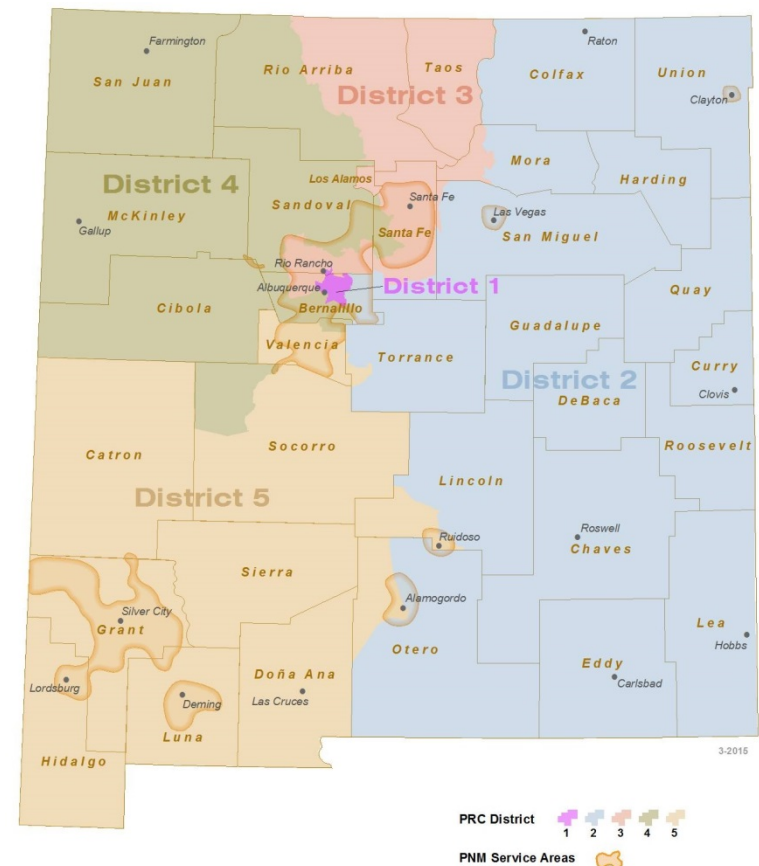 Farmington
Raton
San Juan
Rio Arriba
Taos
Colfax
Union
Clayton
District 3
Mora
Harding
Los Alamos
District 4
Sandoval
Santa Fe
McKinley
Gallup
Las Vegas
Santa Fe
San Miguel
Rio Rancho
Albuquerque
District 1
Quay
Cibola
Bernalillo
Guadalupe
Valencia
Torrance
Curry
District 2
DeBaca
Clovis
Catron
Socorro
Roosevelt
Lincoln
District 5
Roswell
Ruidoso
Chaves
Sierra
Silver City
Alamogordo
Grant
Lea
Otero
Hobbs
Doña Ana
Eddy
Carlsbad
Lordsburg
Deming
Las Cruces
Luna
3-2015
Hidalgo
PRC District
1 2 3 4 5
PNM Service Areas